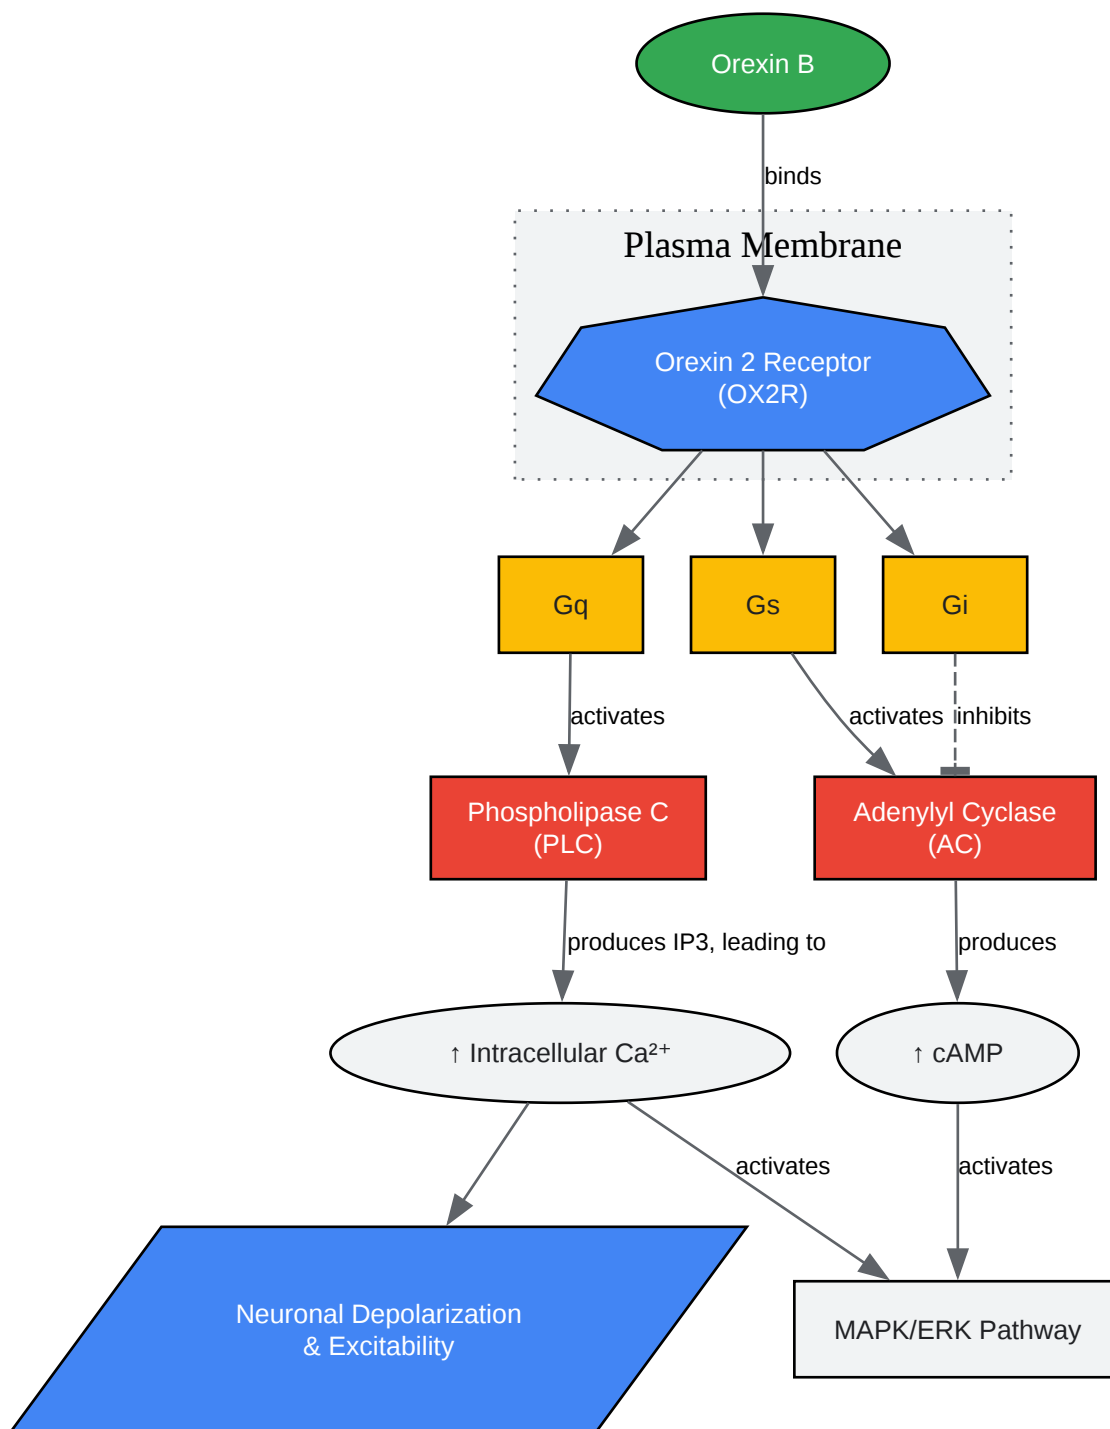 Orexin B
binds
Plasma Membrane
Orexin 2 Receptor
(OX2R)
Gq
Gs
Gi
activates
activates
inhibits
Phospholipase C
(PLC)
Adenylyl Cyclase
(AC)
produces IP3, leading to
produces
↑ Intracellular Ca²⁺
↑ cAMP
activates
activates
Neuronal Depolarization
& Excitability
MAPK/ERK Pathway